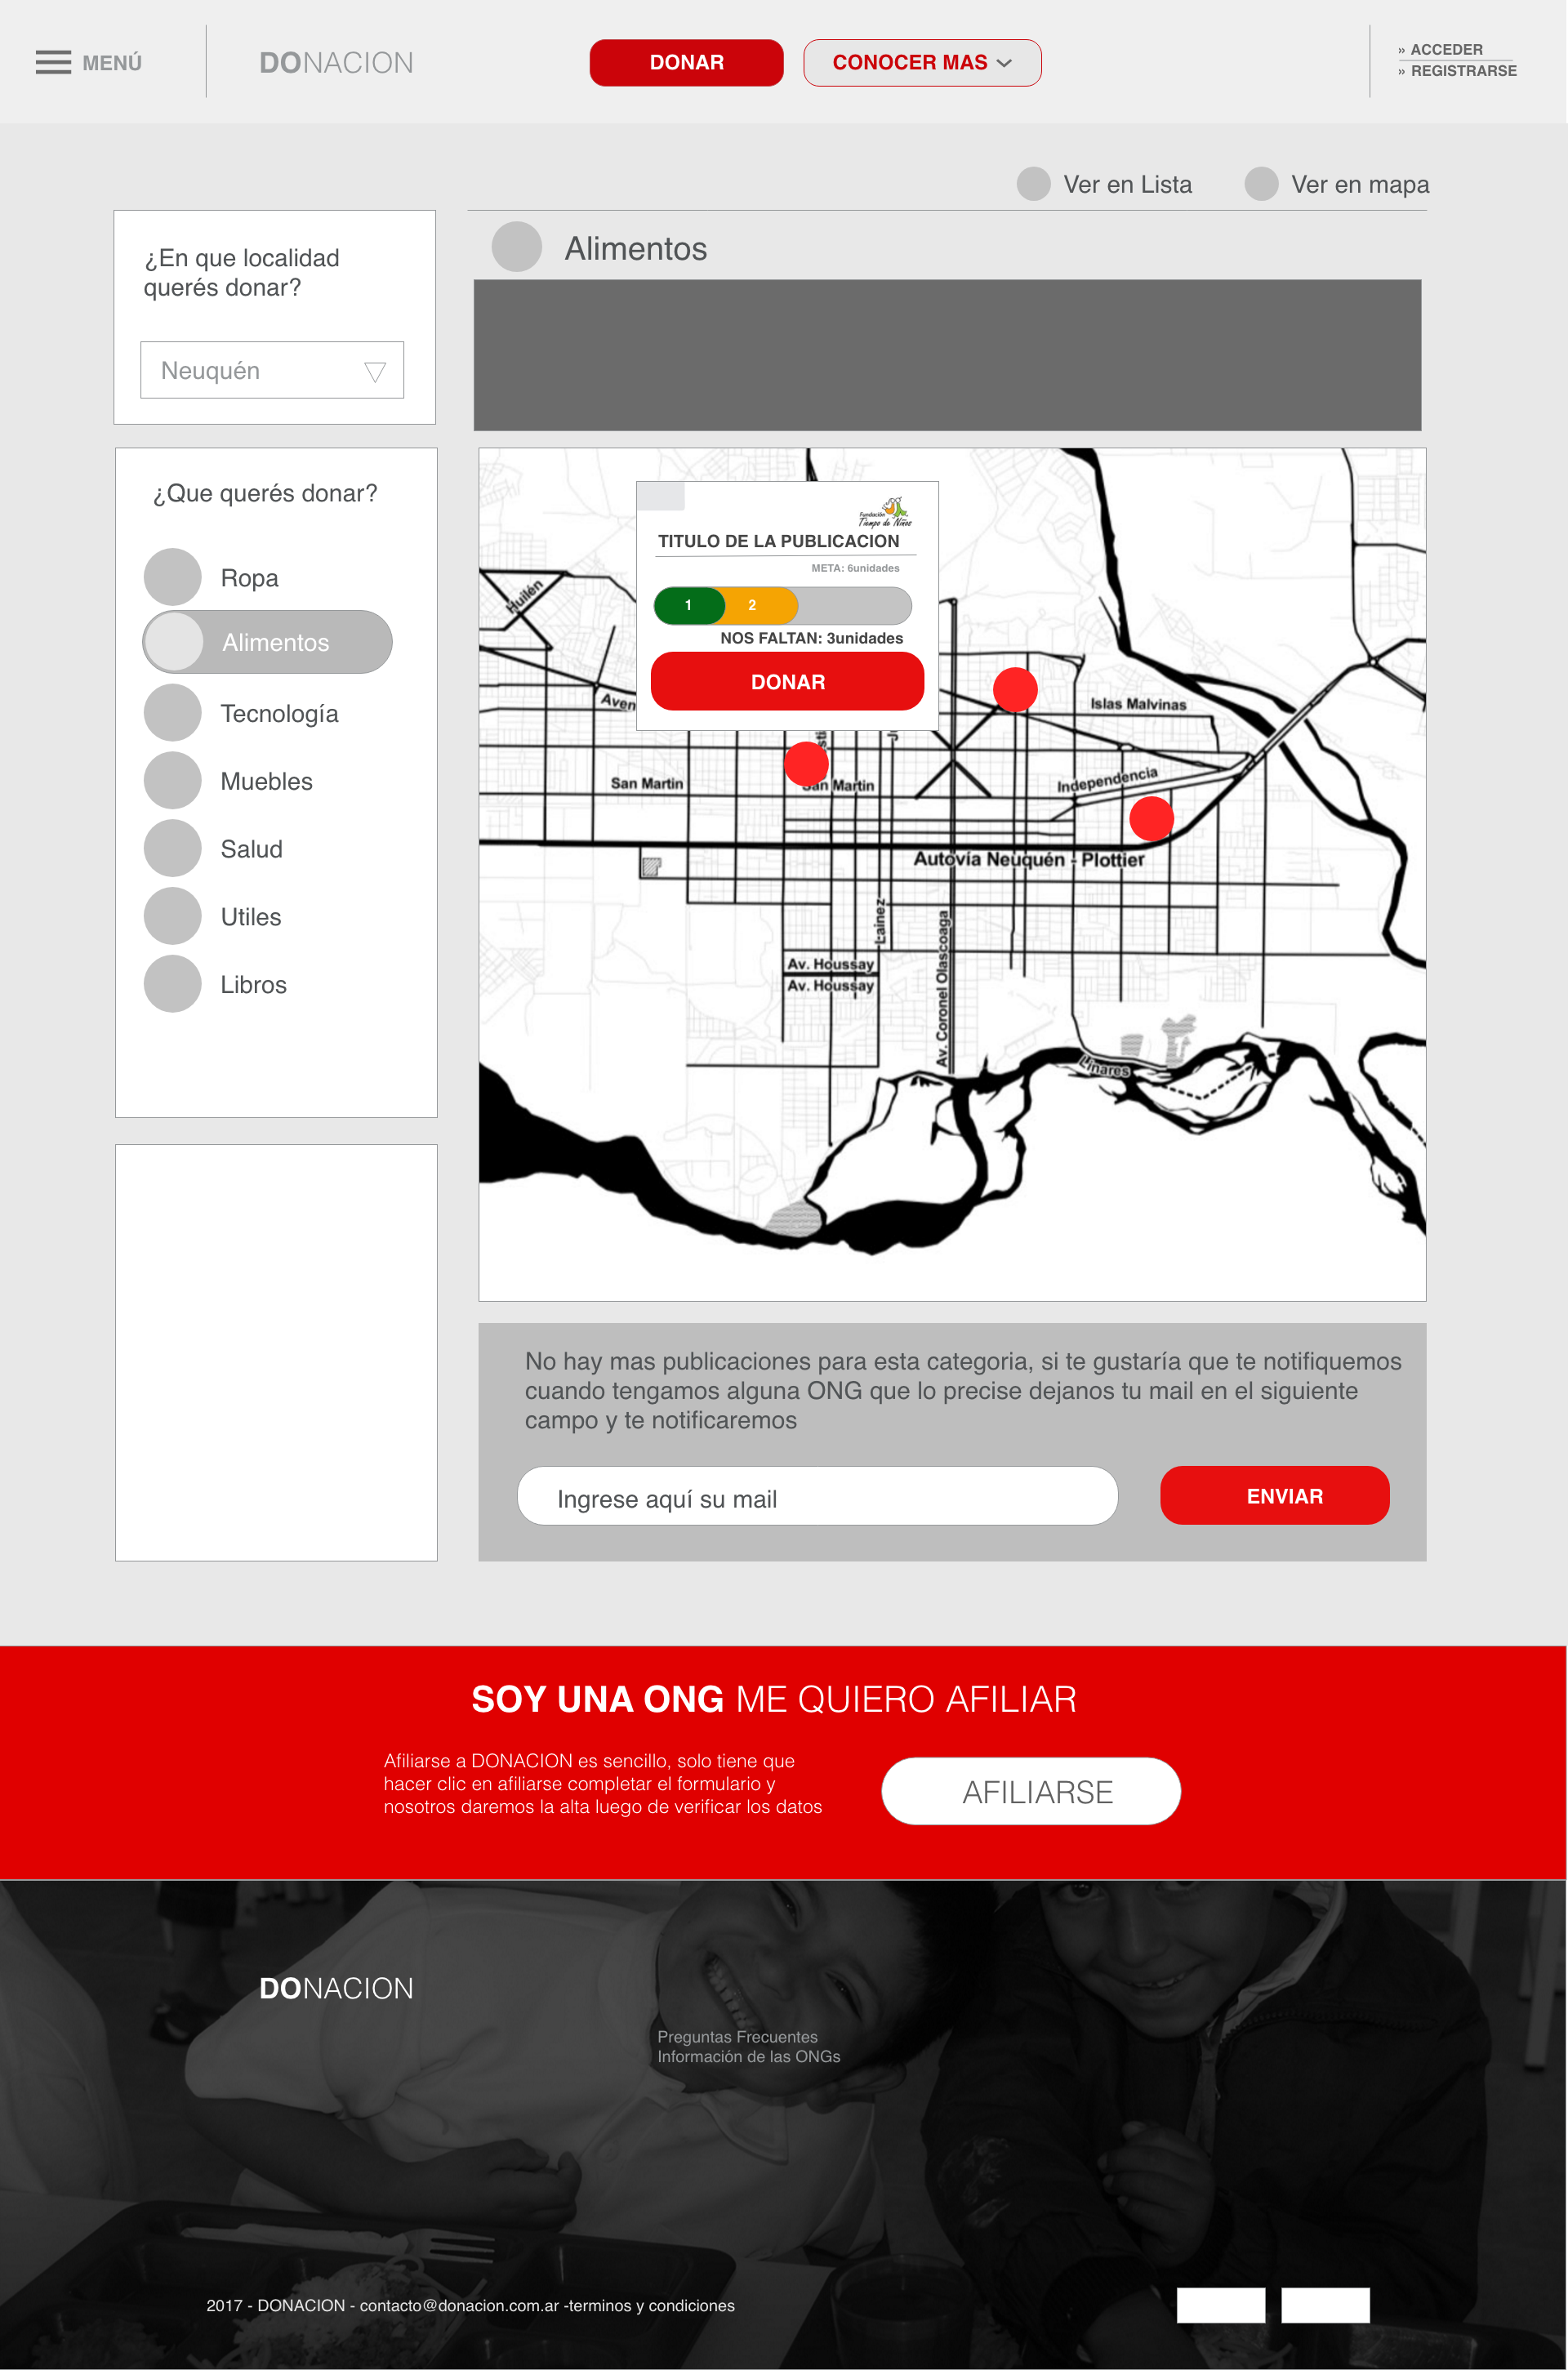 MENÚ
DONACION
DONAR
CONOCER MAS
» ACCEDER
» REGISTRARSE
Ver en Lista
Ver en mapa
¿En que localidad
querés donar?
Neuquén
Alimentos
¿Que querés donar?
Ropa
Alimentos
Tecnología
Muebles
Salud
Utiles
Libros
Fundación
Tiempo de Niños
TITULO DE LA PUBLICACION
META: 6unidades
1
2
NOS FALTAN: 3unidades
DONAR
Huilén
Aven
Islas Malvinas
San Martin
San Martin
Independencia
Autovía Neuquén - Plottier
Lainez
Av. Coronel Olascoaga
Av. Houssay
Av. Houssay
Linares
No hay mas publicaciones para esta categoria, si te gustaría que te notifiquemos
cuando tengamos alguna ONG que lo precise dejanos tu mail en el siguiente
campo y te notificaremos
Ingrese aquí su mail
ENVIAR
SOY UNA ONG ME QUIERO AFILIAR
Afiliarse a DONACION es sencillo, solo tiene que
hacer clic en afiliarse completar el formulario y
nosotros daremos la alta luego de verificar los datos
AFILIARSE
DONACION
Preguntas Frecuentes
Información de las ONGs
2017 - DONACION - contacto@donacion.com.ar -terminos y condiciones